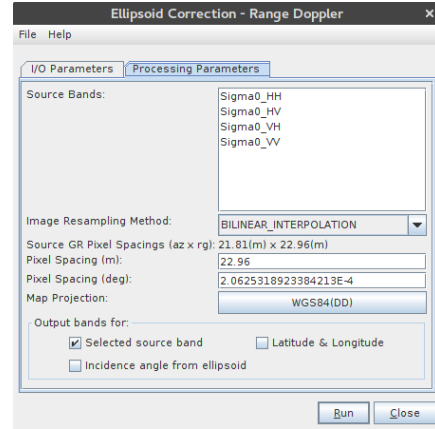 Ellipsoid Correction - Range Doppler ×
File Help
I/O Parameters Processing Parameters
Source Bands:
Sigma0_HH
Sigma0_HV
Sigma0_VH
Sigma0_VV
Image Resampling Method: BILINEAR_INTERPOLATION
Source GR Pixel Spacings (az x rg): 21.81(m) x 22.96(m)
Pixel Spacing (m): 22.96
Pixel Spacing (deg): 2.0625318923384213E-4
Map Projection: WGS84(DD)
Output bands for:
Selected source band Latitude & Longitude
Incidence angle from ellipsoid
Run Close